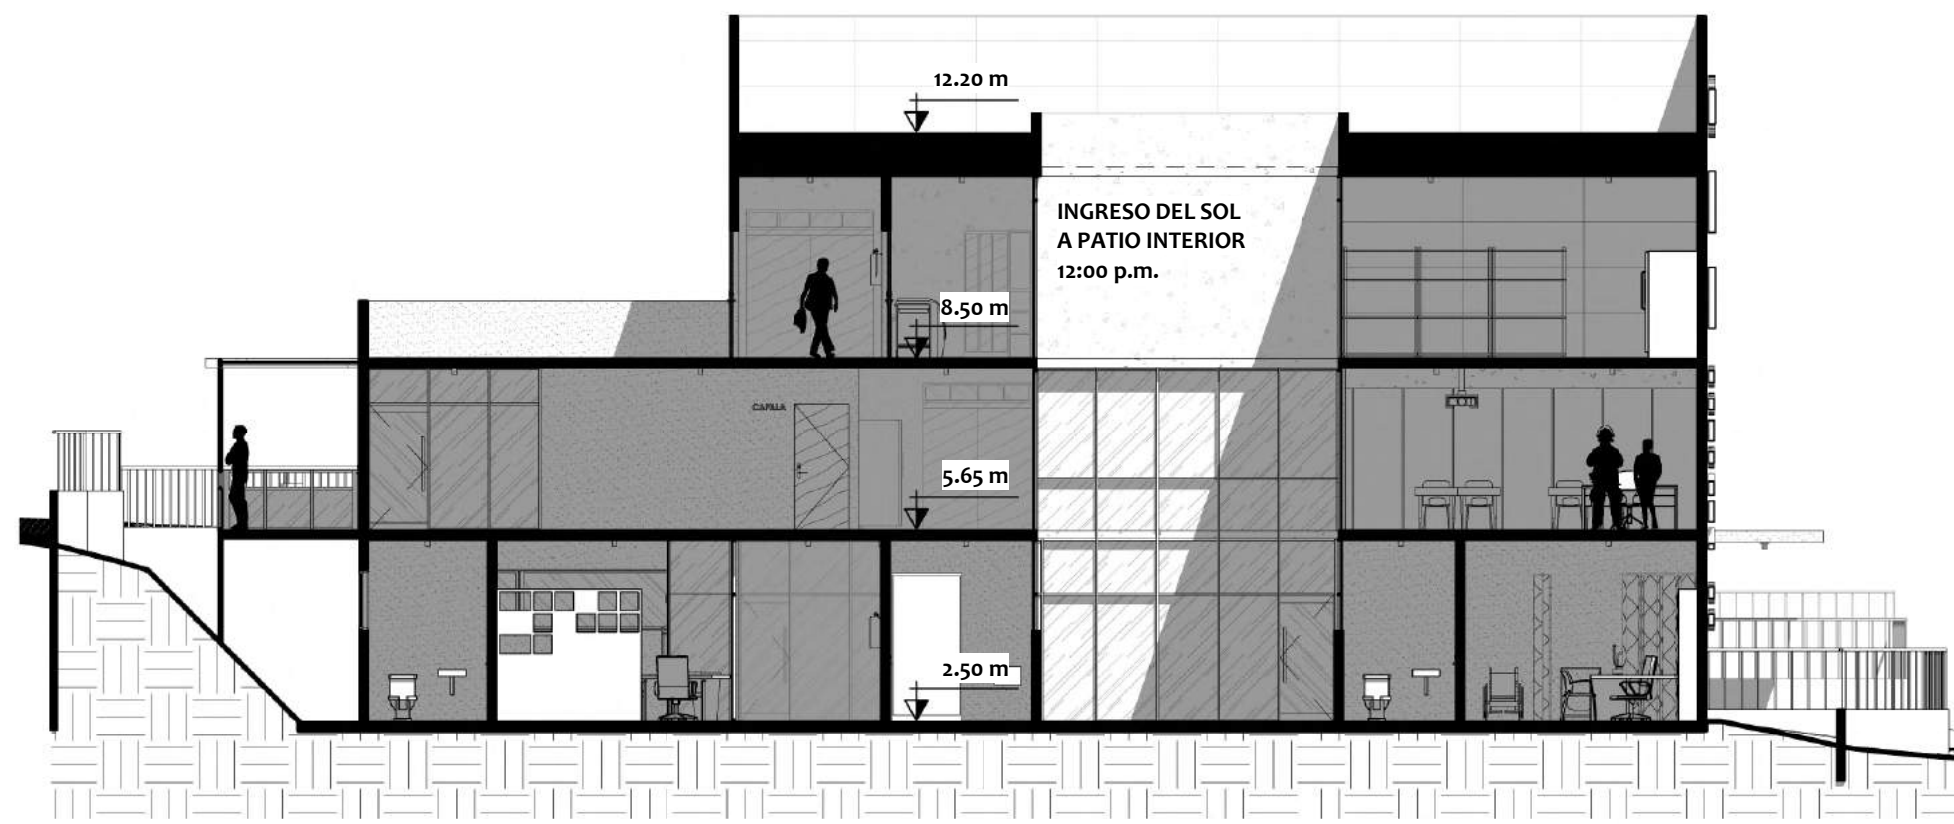 12.20 m
INGRESO DEL SOL
A PATIO INTERIOR
12:00 p.m.
8.50 m
CAPILLA
5.65 m
2.50 m